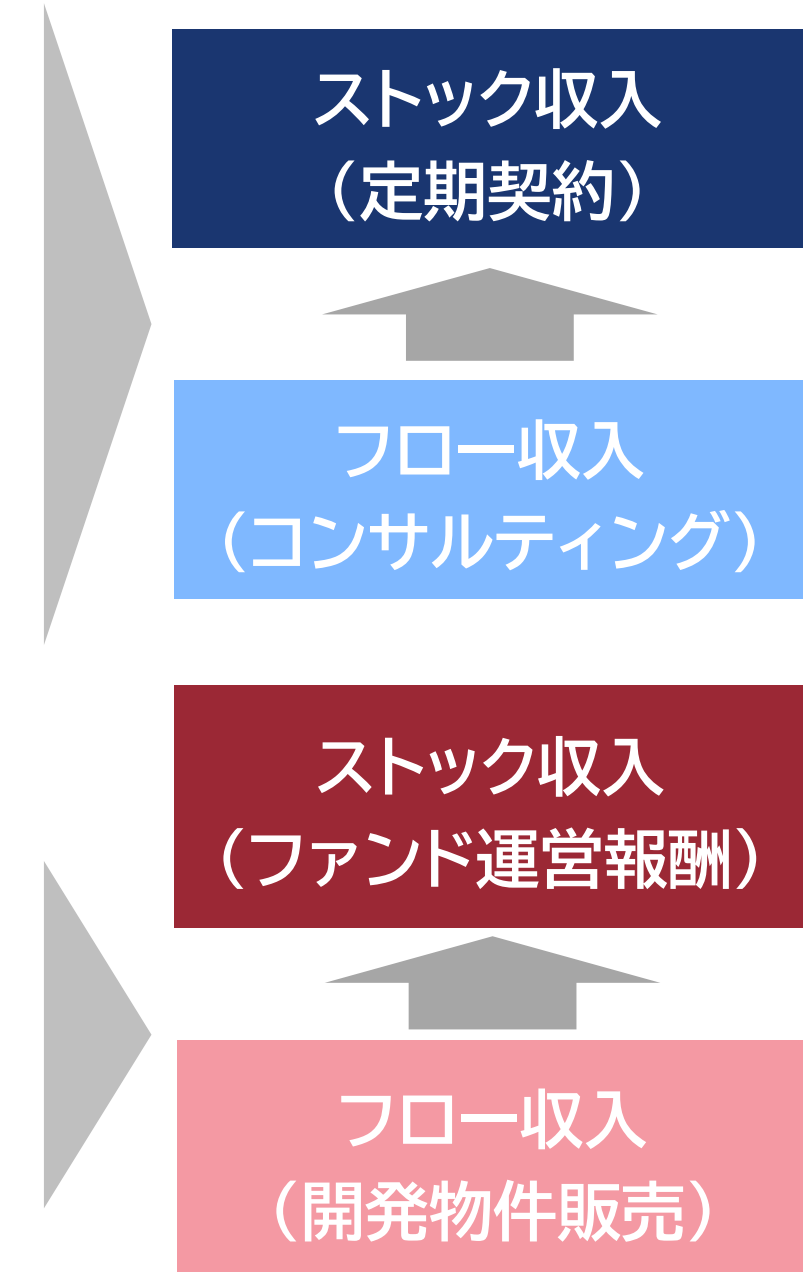 ストック収入
（定期契約）
フロー収入
（コンサルティング）
ストック収入
（ファンド運営報酬）
フロー収入
（開発物件販売）